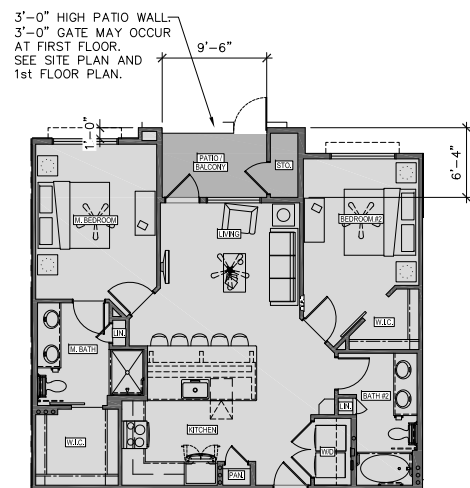 3'-0" HIGH PATIO WALL
3'-0" GATE MAY OCCUR
AT FIRST FLOOR.
SEE SITE PLAN AND
1st FLOOR PLAN.
9'-6"
1'-0"
6'-4"
PATIO /
BALCONY
STO.
M. BEDROOM
LIVING
BEDROOM #2
W.I.C.
LIN.
M. BATH
BATH #2
LIN.
W.I.C.
KITCHEN
PAN.
W/D